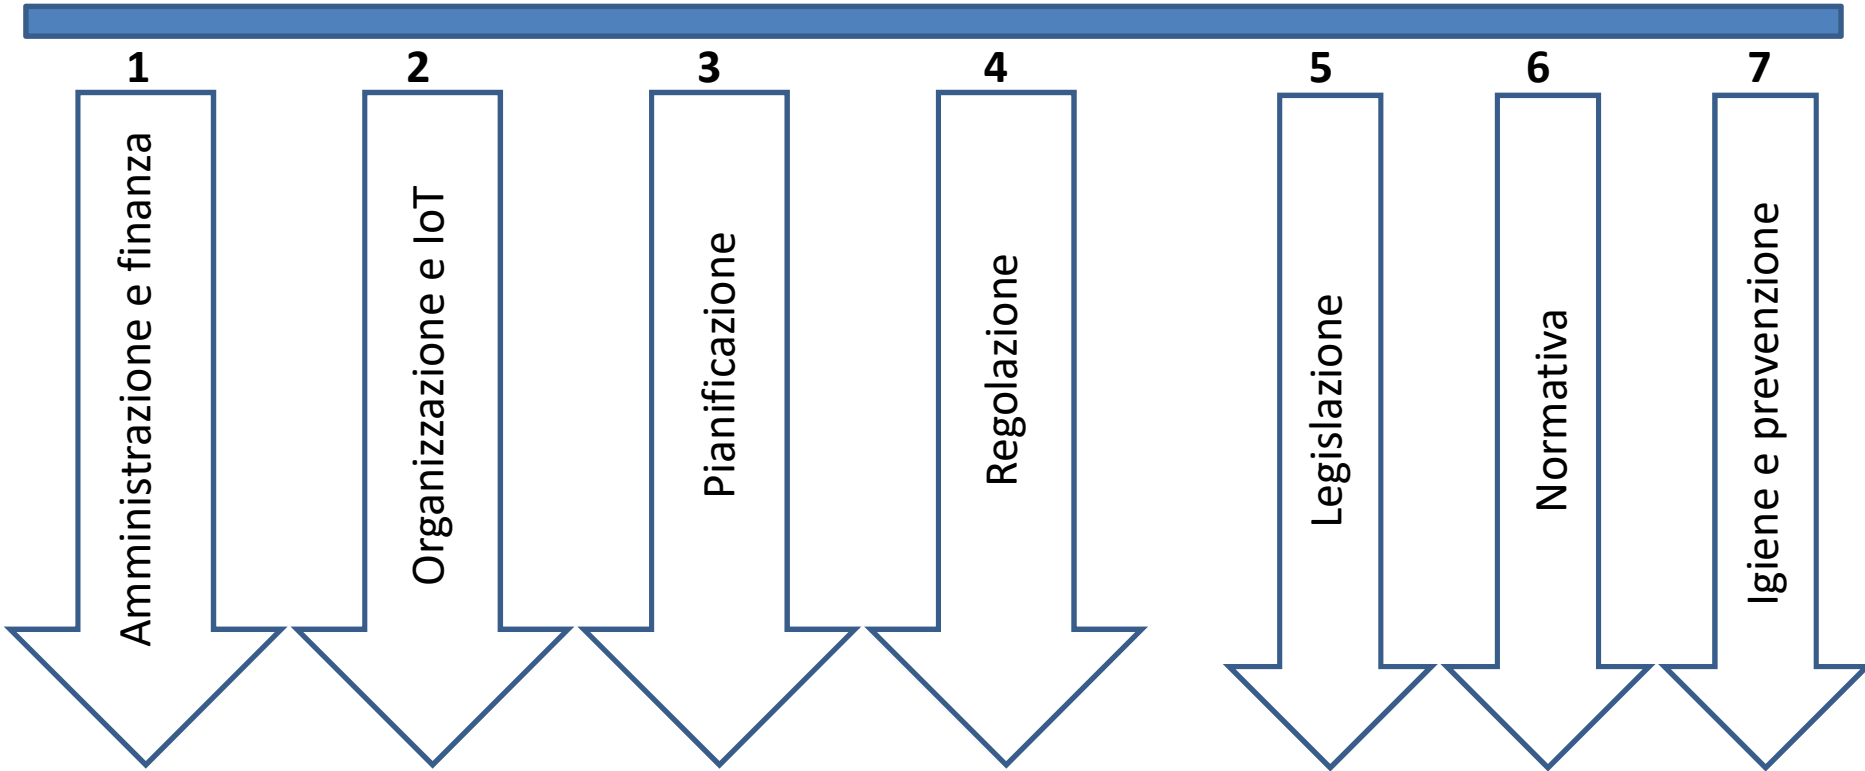 1
2
3
4
5
6
7
Amministrazione e finanza
Organizzazione e IoT
Pianificazione
Regolazione
Legislazione
Normativa
Igiene e prevenzione